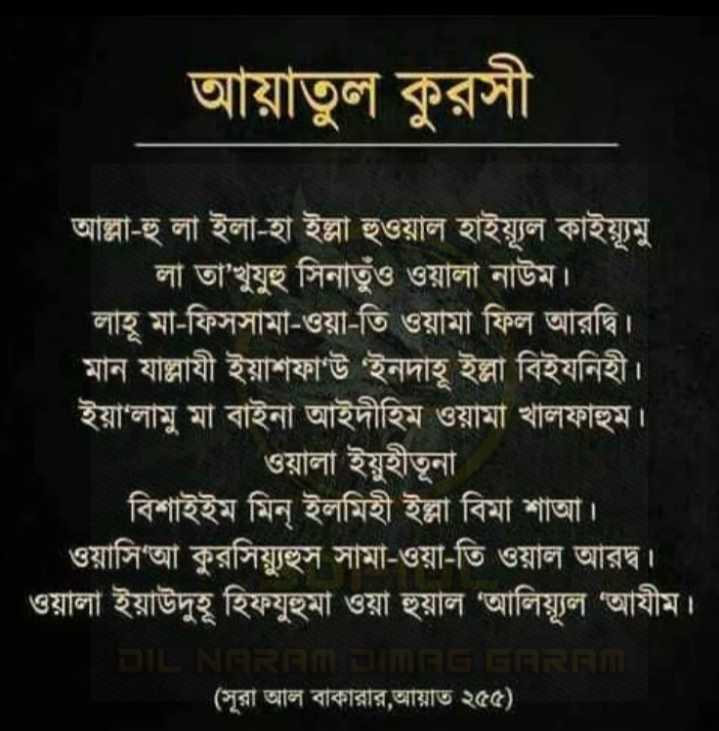 আয়াতুল কুরসী
আল্লা-হু লা ইলা-হা ইল্লা হুওয়াল হাইয়্যূল কাইয়্যূমু
লা তা'খুযুহু সিনাতুঁও ওয়ালা নাউম।
লাহূ মা-ফিসসামা-ওয়া-তি ওয়ামা ফিল আরদ্বি।
মান যাল্লাযী ইয়াশফা'উ 'ইনদাহূ ইল্লা বিইযনিহী।
ইয়া'লামু মা বাইনা আইদীহিম ওয়ামা খালফাহুম।
ওয়ালা ইয়ুহীতূনা
বিশাইইম মিন্ ইলমিহী ইল্লা বিমা শাআ।
ওয়াসি'আ কুরসিয়্যুহুস সামা-ওয়া-তি ওয়াল আরদ্ব।
ওয়ালা ইয়াউদুহূ হিফযুহুমা ওয়া হুয়াল 'আলিয়্যূল 'আযীম।
DIL NARAM DIMAG GARAM
(সূরা আল বাকারার,আয়াত ২৫৫)